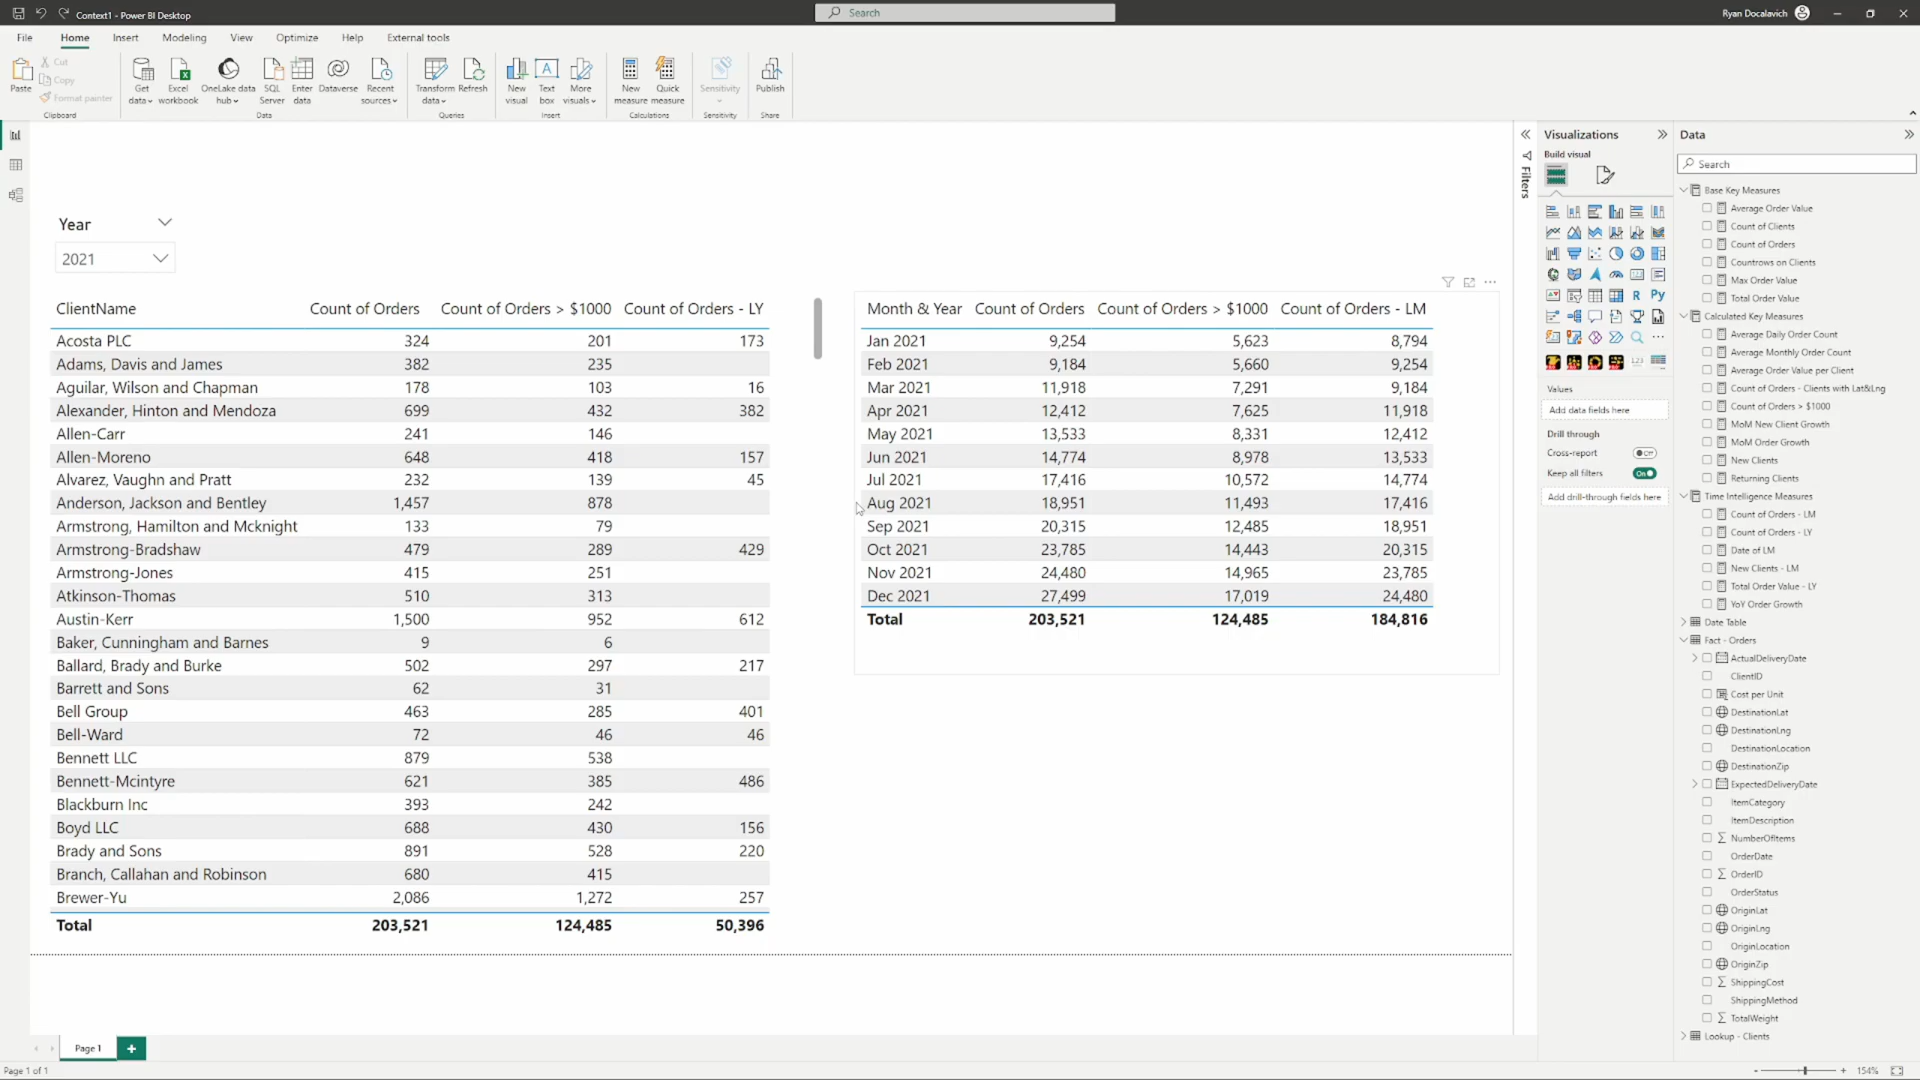 Context1 - Power BI Desktop
Search
Ryan Docalavich
File Home Insert Modeling View Optimize Help External tools
Paste
Cut
Copy
Format painter
Clipboard
Get data
Excel workbook
OneLake data hub
SQL Server
Enter data
Dataverse
Recent sources
Data
Transform data
Refresh
Queries
New visual
Text box
More visuals
Insert
New measure
Quick measure
Calculations
Sensitivity
Sensitivity
Publish
Share
Year
2021
ClientName Count of Orders Count of Orders > $1000 Count of Orders - LY
Acosta PLC 324 201 173
Adams, Davis and James 382 235
Aguilar, Wilson and Chapman 178 103 16
Alexander, Hinton and Mendoza 699 432 382
Allen-Carr 241 146
Allen-Moreno 648 418 157
Alvarez, Vaughn and Pratt 232 139 45
Anderson, Jackson and Bentley 1,457 878
Armstrong, Hamilton and Mcknight 133 79
Armstrong-Bradshaw 479 289 429
Armstrong-Jones 415 251
Atkinson-Thomas 510 313
Austin-Kerr 1,500 952 612
Baker, Cunningham and Barnes 9 6
Ballard, Brady and Burke 502 297 217
Barrett and Sons 62 31
Bell Group 463 285 401
Bell-Ward 72 46 46
Bennett LLC 879 538
Bennett-Mcintyre 621 385 486
Blackburn Inc 393 242
Boyd LLC 688 430 156
Brady and Sons 891 528 220
Branch, Callahan and Robinson 680 415
Brewer-Yu 2,086 1,272 257
Total 203,521 124,485 50,396
Month & Year Count of Orders Count of Orders > $1000 Count of Orders - LM
Jan 2021 9,254 5,623 8,794
Feb 2021 9,184 5,660 9,254
Mar 2021 11,918 7,291 9,184
Apr 2021 12,412 7,625 11,918
May 2021 13,533 8,331 12,412
Jun 2021 14,774 8,978 13,533
Jul 2021 17,416 10,572 14,774
Aug 2021 18,951 11,493 17,416
Sep 2021 20,315 12,485 18,951
Oct 2021 23,785 14,443 20,315
Nov 2021 24,480 14,965 23,785
Dec 2021 27,499 17,019 24,480
Total 203,521 124,485 184,816
Filters
Visualizations
Build visual
R Py
123
Values
Add data fields here
Drill through
Cross-report Off
Keep all filters On
Add drill-through fields here
Data
Search
Base Key Measures
Average Order Value
Count of Clients
Count of Orders
Countrows on Clients
Max Order Value
Total Order Value
Calculated Key Measures
Average Daily Order Count
Average Monthly Order Count
Average Order Value per Client
Count of Orders - Clients with Lat&Lng
Count of Orders > $1000
MoM New Client Growth
MoM Order Growth
New Clients
Returning Clients
Time Intelligence Measures
Count of Orders - LM
Count of Orders - LY
Date of LM
New Clients - LM
Total Order Value - LY
YoY Order Growth
Date Table
Fact - Orders
ActualDeliveryDate
ClientID
Cost per Unit
DestinationLat
DestinationLng
DestinationLocation
DestinationZip
ExpectedDeliveryDate
ItemCategory
ItemDescription
NumberOfItems
OrderDate
OrderID
OrderStatus
OriginLat
OriginLng
OriginLocation
OriginZip
ShippingCost
ShippingMethod
TotalWeight
Lookup - Clients
Page 1
Page 1 of 1
154%